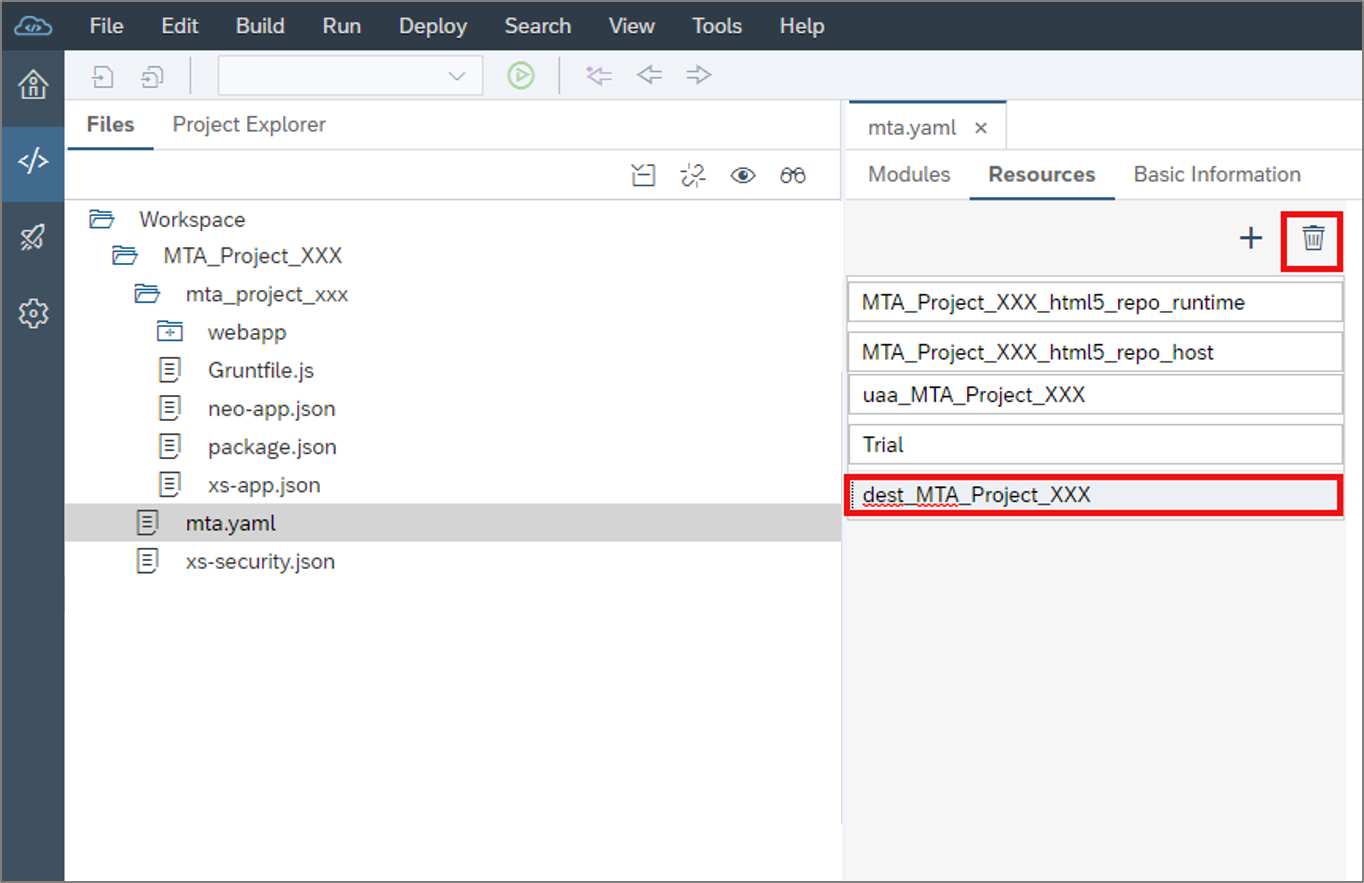 File Edit Build Run Deploy Search View Tools Help
Files Project Explorer
mta.yaml
Modules Resources Basic Information
Workspace
MTA_Project_XXX
mta_project_xxx
webapp
Gruntfile.js
neo-app.json
package.json
xs-app.json
mta.yaml
xs-security.json
MTA_Project_XXX_html5_repo_runtime
MTA_Project_XXX_html5_repo_host
uaa_MTA_Project_XXX
Trial
dest_MTA_Project_XXX